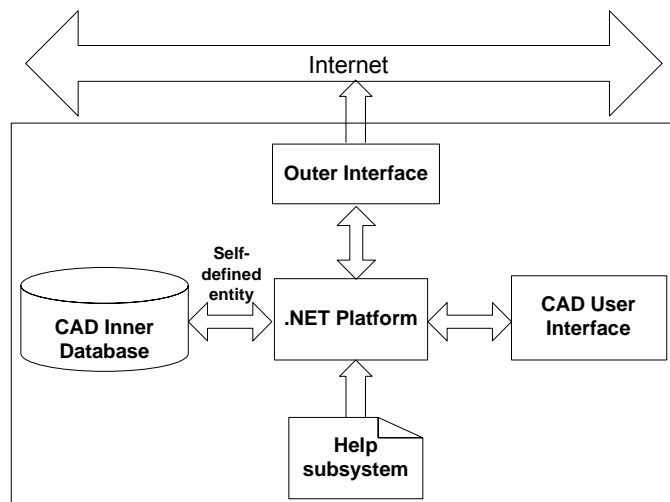 Internet
Outer Interface
Self-
defined
entity
CAD Inner
Database
.NET Platform
CAD User
Interface
Help
subsystem